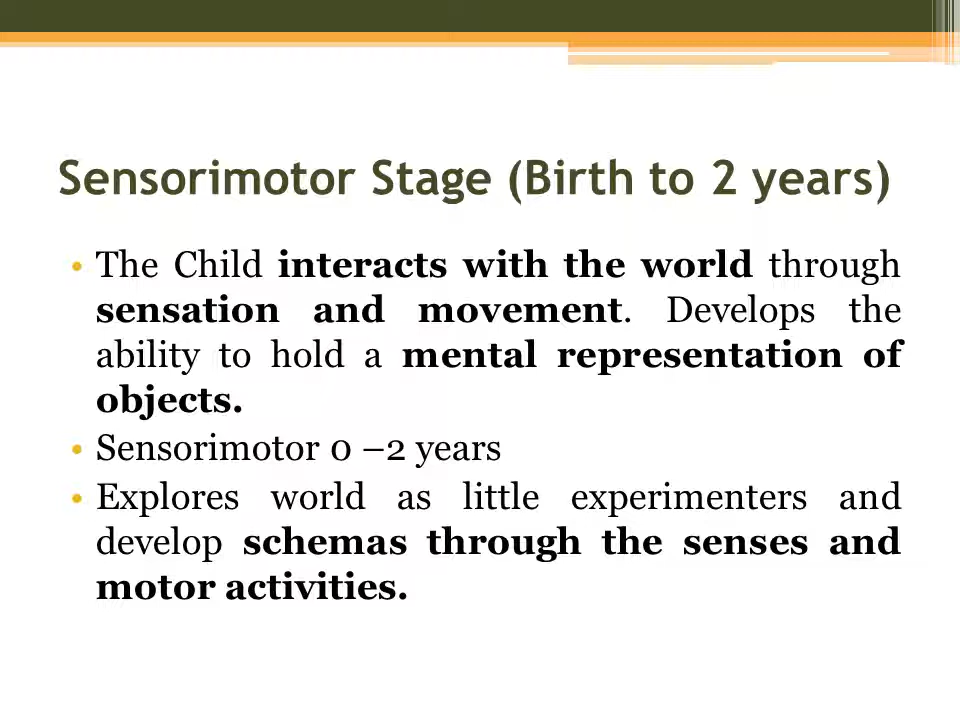 Sensorimotor Stage (Birth to 2 years)
• The Child interacts with the world through
sensation and movement. Develops the
ability to hold a mental representation of
objects.
• Sensorimotor 0 –2 years
• Explores world as little experimenters and
develop schemas through the senses and
motor activities.